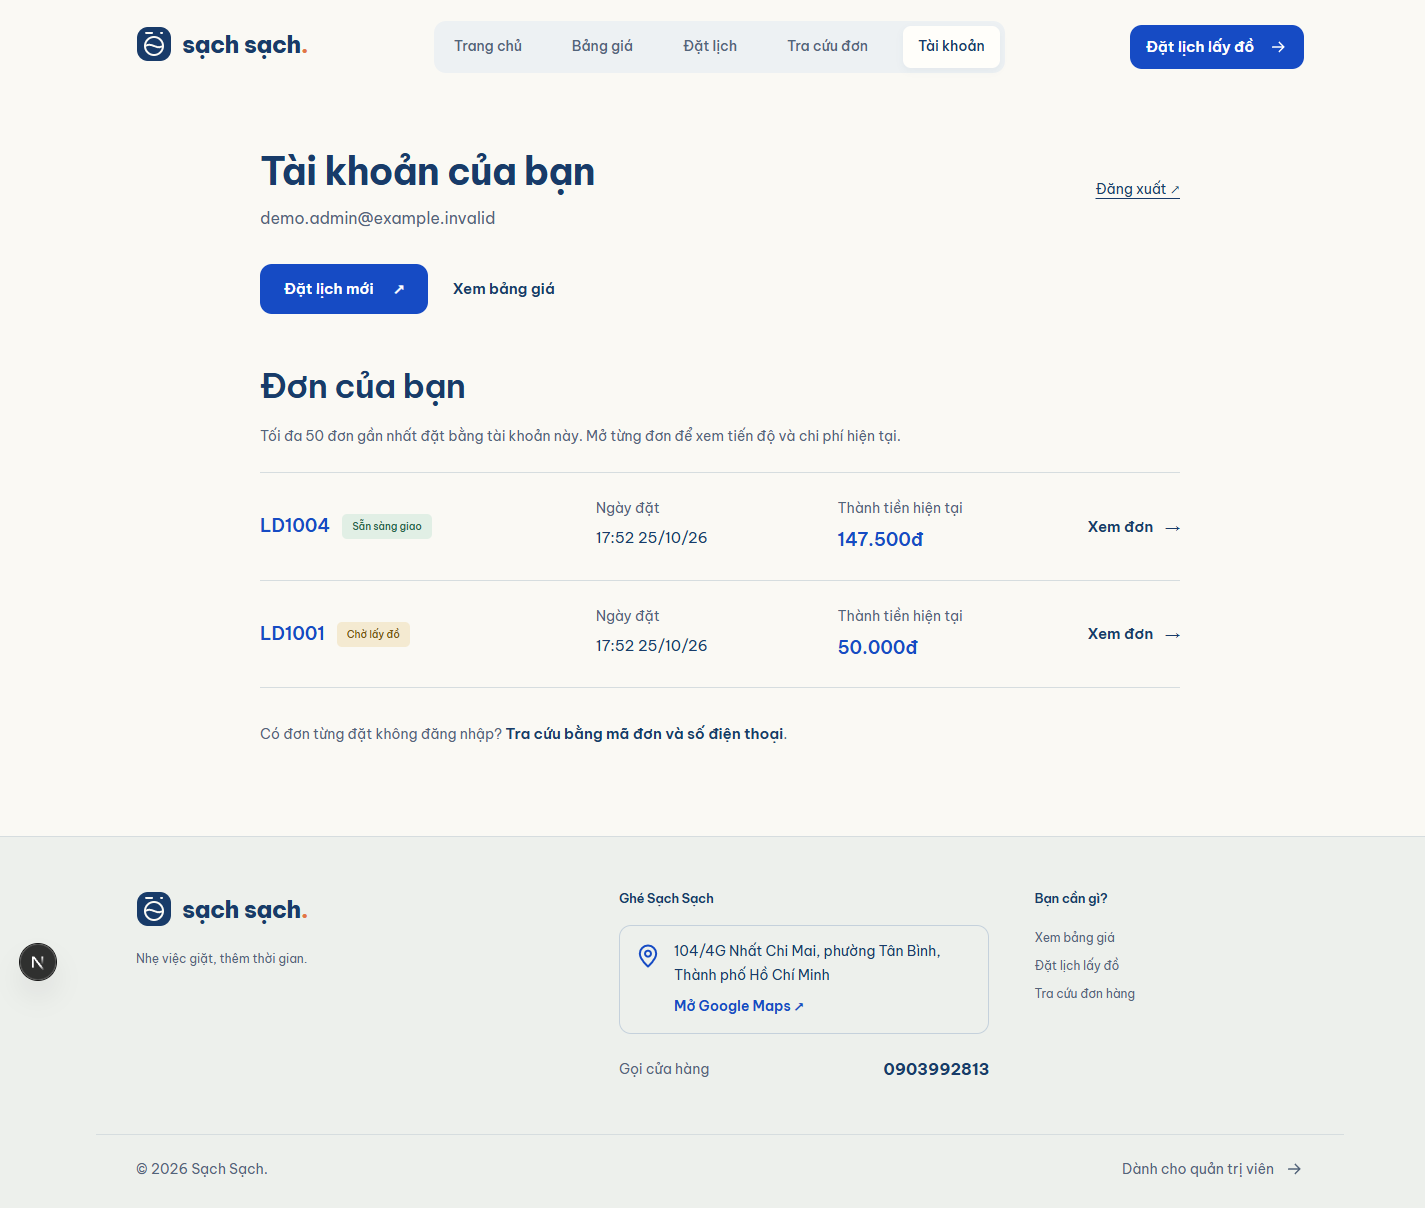 sạch sạch.
Trang chủ
Bảng giá
Đặt lịch
Tra cứu đơn
Tài khoản
Đặt lịch lấy đồ →
Tài khoản của bạn
Đăng xuất ↗
demo.admin@example.invalid
Đặt lịch mới ↗
Xem bảng giá
Đơn của bạn
Tối đa 50 đơn gần nhất đặt bằng tài khoản này. Mở từng đơn để xem tiến độ và chi phí hiện tại.
LD1004
Sẵn sàng giao
Ngày đặt
17:52 25/10/26
Thành tiền hiện tại
147.500đ
Xem đơn →
LD1001
Chờ lấy đồ
Ngày đặt
17:52 25/10/26
Thành tiền hiện tại
50.000đ
Xem đơn →
Có đơn từng đặt không đăng nhập? Tra cứu bằng mã đơn và số điện thoại.
sạch sạch.
Nhẹ việc giặt, thêm thời gian.
N
Ghé Sạch Sạch
104/4G Nhất Chi Mai, phường Tân Bình,
Thành phố Hồ Chí Minh
Mở Google Maps ↗
Gọi cửa hàng
0903992813
Bạn cần gì?
Xem bảng giá
Đặt lịch lấy đồ
Tra cứu đơn hàng
© 2026 Sạch Sạch.
Dành cho quản trị viên →